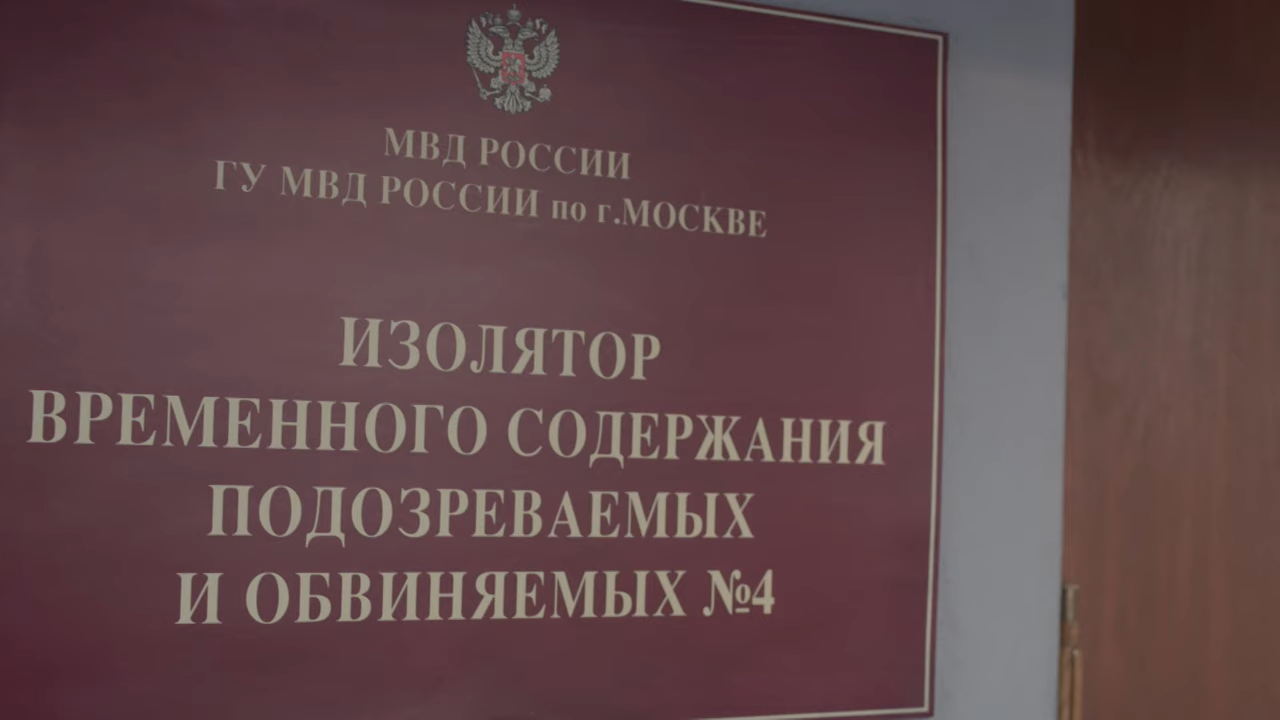 МВД РОССИИ
ГУ МВД РОССИИ по г.МОСКВЕ
ИЗОЛЯТОР
ВРЕМЕННОГО СОДЕРЖАНИЯ
ПОДОЗРЕВАЕМЫХ
И ОБВИНЯЕМЫХ №4